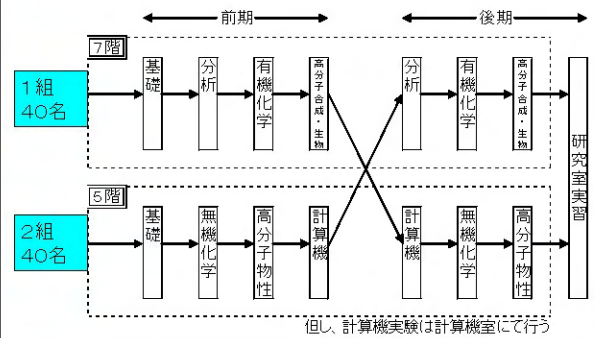 前期
後期
7階
1組
40名
基礎
分析
有機化学
高分子合成・生物
分析
有機化学
高分子合成・生物
研究室実習
5階
2組
40名
基礎
無機化学
高分子物性
計算機
計算機
無機化学
高分子物性
但し、計算機実験は計算機室にて行う